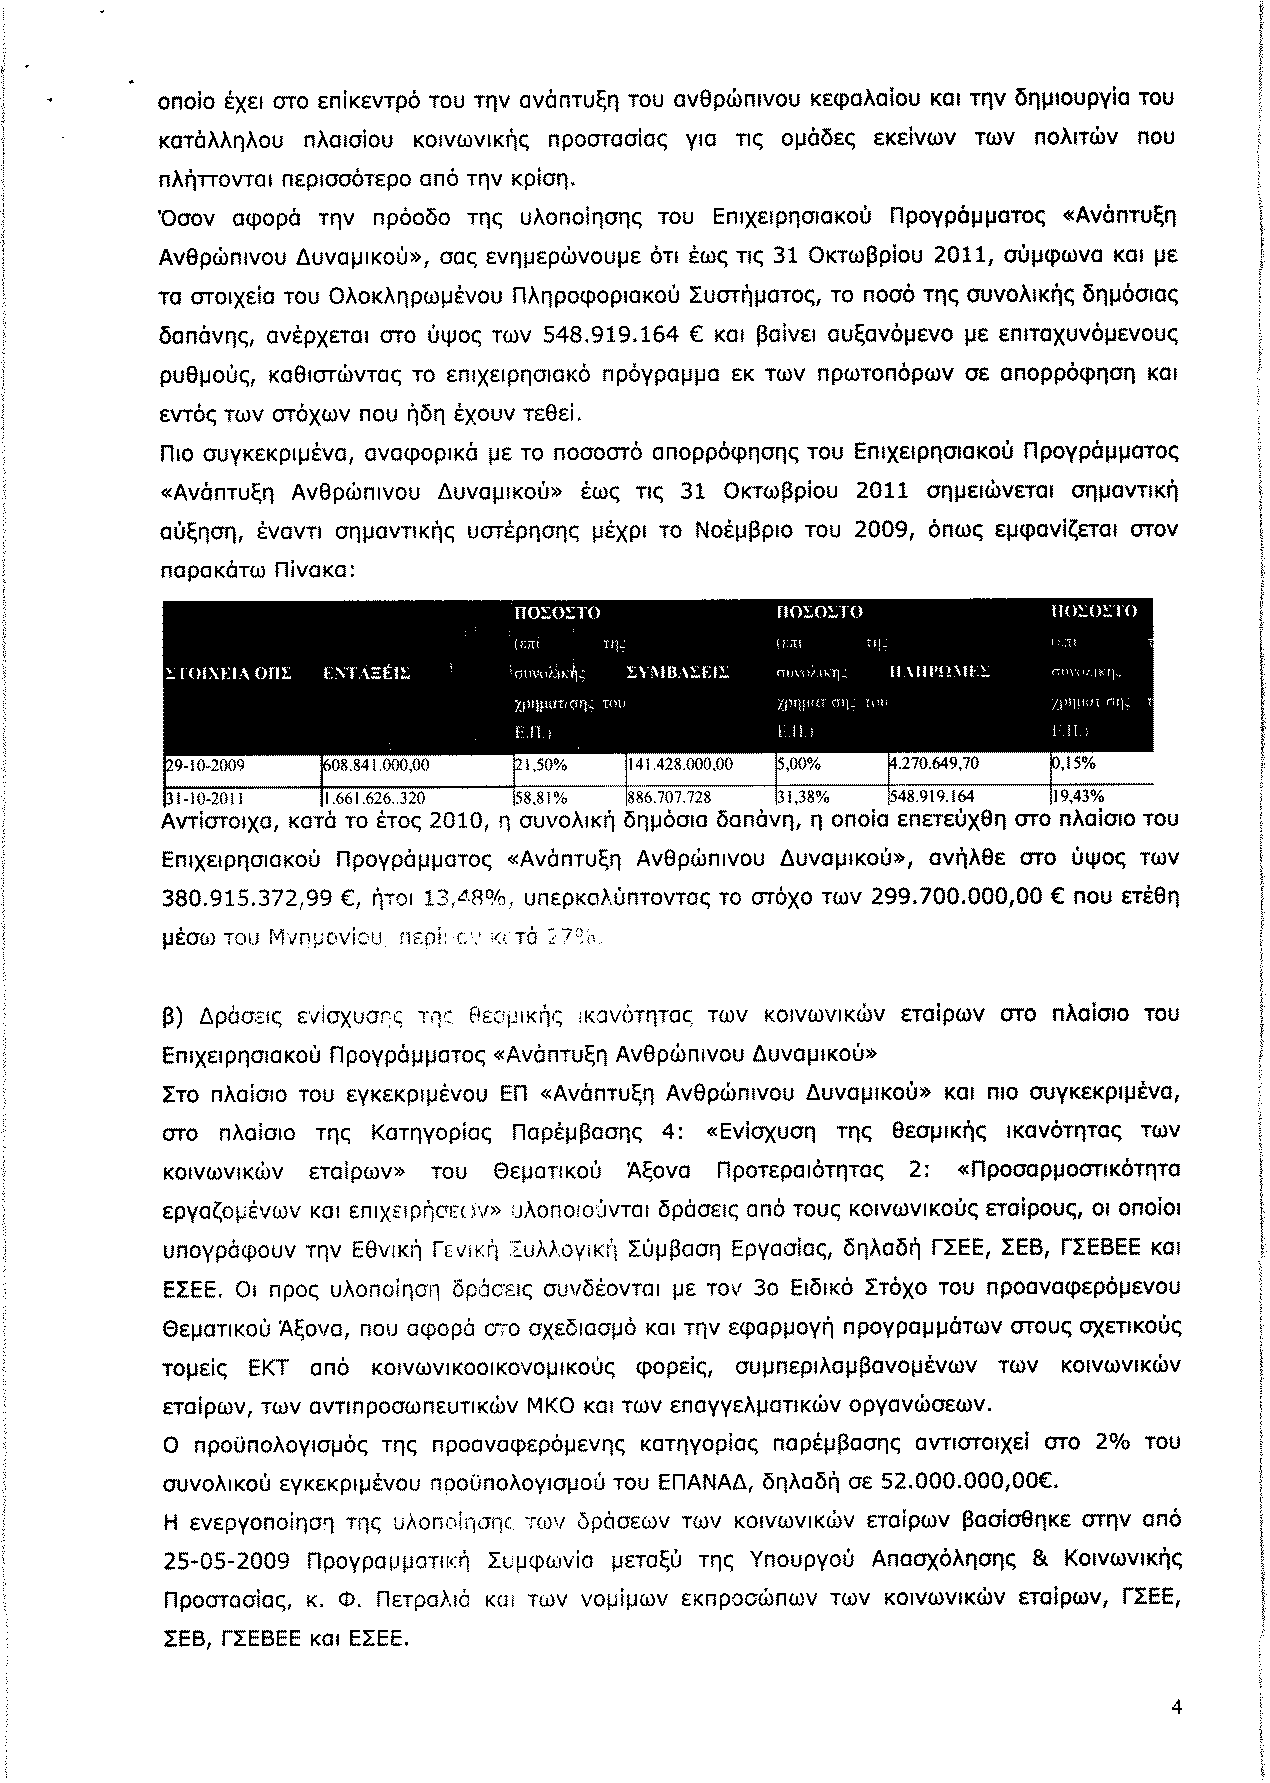 οποίο έχει στο επίκεντρό του την ανάπτυξη του ανθρώπινου κεφαλαίου και την δημιουργία του
κατάλληλου πλαισίου κοινωνικής προστασίας για τις ομάδες εκείνων των πολιτών που
πλήττονται περισσότερο από την κρίση.
Όσον αφορά την πρόοδο της υλοποίησης του Επιχειρησιακού Προγράμματος «Ανάπτυξη
Ανθρώπινου Δυναμικού», σας ενημερώνουμε ότι έως τις 31 Οκτωβρίου 2011, σύμφωνα και με
τα στοιχεία του Ολοκληρωμένου Πληροφοριακού Συστήματος, το ποσό της συνολικής δημόσιας
δαπάνης, ανέρχεται στο ύψος των 548.919.164 € και βαίνει αυξανόμενο με επιταχυνόμενους
ρυθμούς, καθιστώντας το επιχειρησιακό πρόγραμμα εκ των πρωτοπόρων σε απορρόφηση και
εντός των στόχων που ήδη έχουν τεθεί.
Πιο συγκεκριμένα, αναφορικά με το ποσοστό απορρόφησης του Επιχειρησιακού Προγράμματος
«Ανάπτυξη Ανθρώπινου Δυναμικού» έως τις 31 Οκτωβρίου 2011 σημειώνεται σημαντική
αύξηση, έναντι σημαντικής υστέρησης μέχρι το Νοέμβριο του 2009, όπως εμφανίζεται στον
παρακάτω Πίνακα:
ΠΟΣΟΣΤΟ ΠΟΣΟΣΤΟ ΠΟΣΟΣΤΟ
(επί της (επί της (επί
ΣΤΟΙΧΕΙΑ ΟΠΣ ΕΝΤΑΞΕΙΣ συνολικής ΣΥΜΒΑΣΕΙΣ συνολικής ΠΛΗΡΩΜΕΣ συνολικής
χρηματ/σης του χρηματ σης του χρηματ σης
Ε.Π.) Ε.Π.) Ε.Π.)
29-10-2009 608.841.000,00 21,50% 141.428.000,00 5,00% 4.270.649,70 0,15%
31-10-2011 1.661.626..320 58,81% 886.707.728 31,38% 548.919.164 19,43%
Αντίστοιχα, κατά το έτος 2010, η συνολική δημόσια δαπάνη, η οποία επετεύχθη στο πλαίσιο του
Επιχειρησιακού Προγράμματος «Ανάπτυξη Ανθρώπινου Δυναμικού», ανήλθε στο ύψος των
380.915.372,99 €, ήτοι 13,48%, υπερκαλύπτοντας το στόχο των 299.700.000,00 € που ετέθη
μέσω του Μνημονίου περίπου κατά 27%.
β) Δράσεις ενίσχυσης της θεσμικής ικανότητας των κοινωνικών εταίρων στο πλαίσιο του
Επιχειρησιακού Προγράμματος «Ανάπτυξη Ανθρώπινου Δυναμικού»
Στο πλαίσιο του εγκεκριμένου ΕΠ «Ανάπτυξη Ανθρώπινου Δυναμικού» και πιο συγκεκριμένα,
στο πλαίσιο της Κατηγορίας Παρέμβασης 4: «Ενίσχυση της θεσμικής ικανότητας των
κοινωνικών εταίρων» του Θεματικού Άξονα Προτεραιότητας 2: «Προσαρμοστικότητα
εργαζομένων και επιχειρήσεων» υλοποιούνται δράσεις από τους κοινωνικούς εταίρους, οι οποίοι
υπογράφουν την Εθνική Γενική Συλλογική Σύμβαση Εργασίας, δηλαδή ΓΣΕΕ, ΣΕΒ, ΓΣΕΒΕΕ και
ΕΣΕΕ. Οι προς υλοποίηση δράσεις συνδέονται με τον 3ο Ειδικό Στόχο του προαναφερόμενου
Θεματικού Άξονα, που αφορά στο σχεδιασμό και την εφαρμογή προγραμμάτων στους σχετικούς
τομείς ΕΚΤ από κοινωνικοοικονομικούς φορείς, συμπεριλαμβανομένων των κοινωνικών
εταίρων, των αντιπροσωπευτικών ΜΚΟ και των επαγγελματικών οργανώσεων.
Ο προϋπολογισμός της προαναφερόμενης κατηγορίας παρέμβασης αντιστοιχεί στο 2% του
συνολικού εγκεκριμένου προϋπολογισμού του ΕΠΑΝΑΔ, δηλαδή σε 52.000.000,00€.
Η ενεργοποίηση της υλοποίησης των δράσεων των κοινωνικών εταίρων βασίσθηκε στην από
25-05-2009 Προγραμματική Συμφωνία μεταξύ της Υπουργού Απασχόλησης & Κοινωνικής
Προστασίας, κ. Φ. Πετραλιά και των νομίμων εκπροσώπων των κοινωνικών εταίρων, ΓΣΕΕ,
ΣΕΒ, ΓΣΕΒΕΕ και ΕΣΕΕ.
4